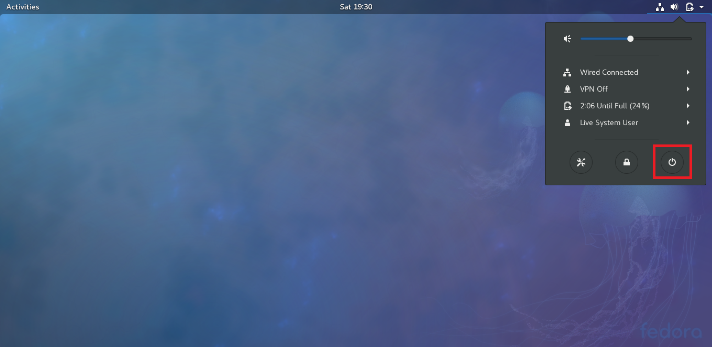 Activities
Sat 19:30
Wired Connected
VPN Off
2:06 Until Full (24%)
Live System User
fedora